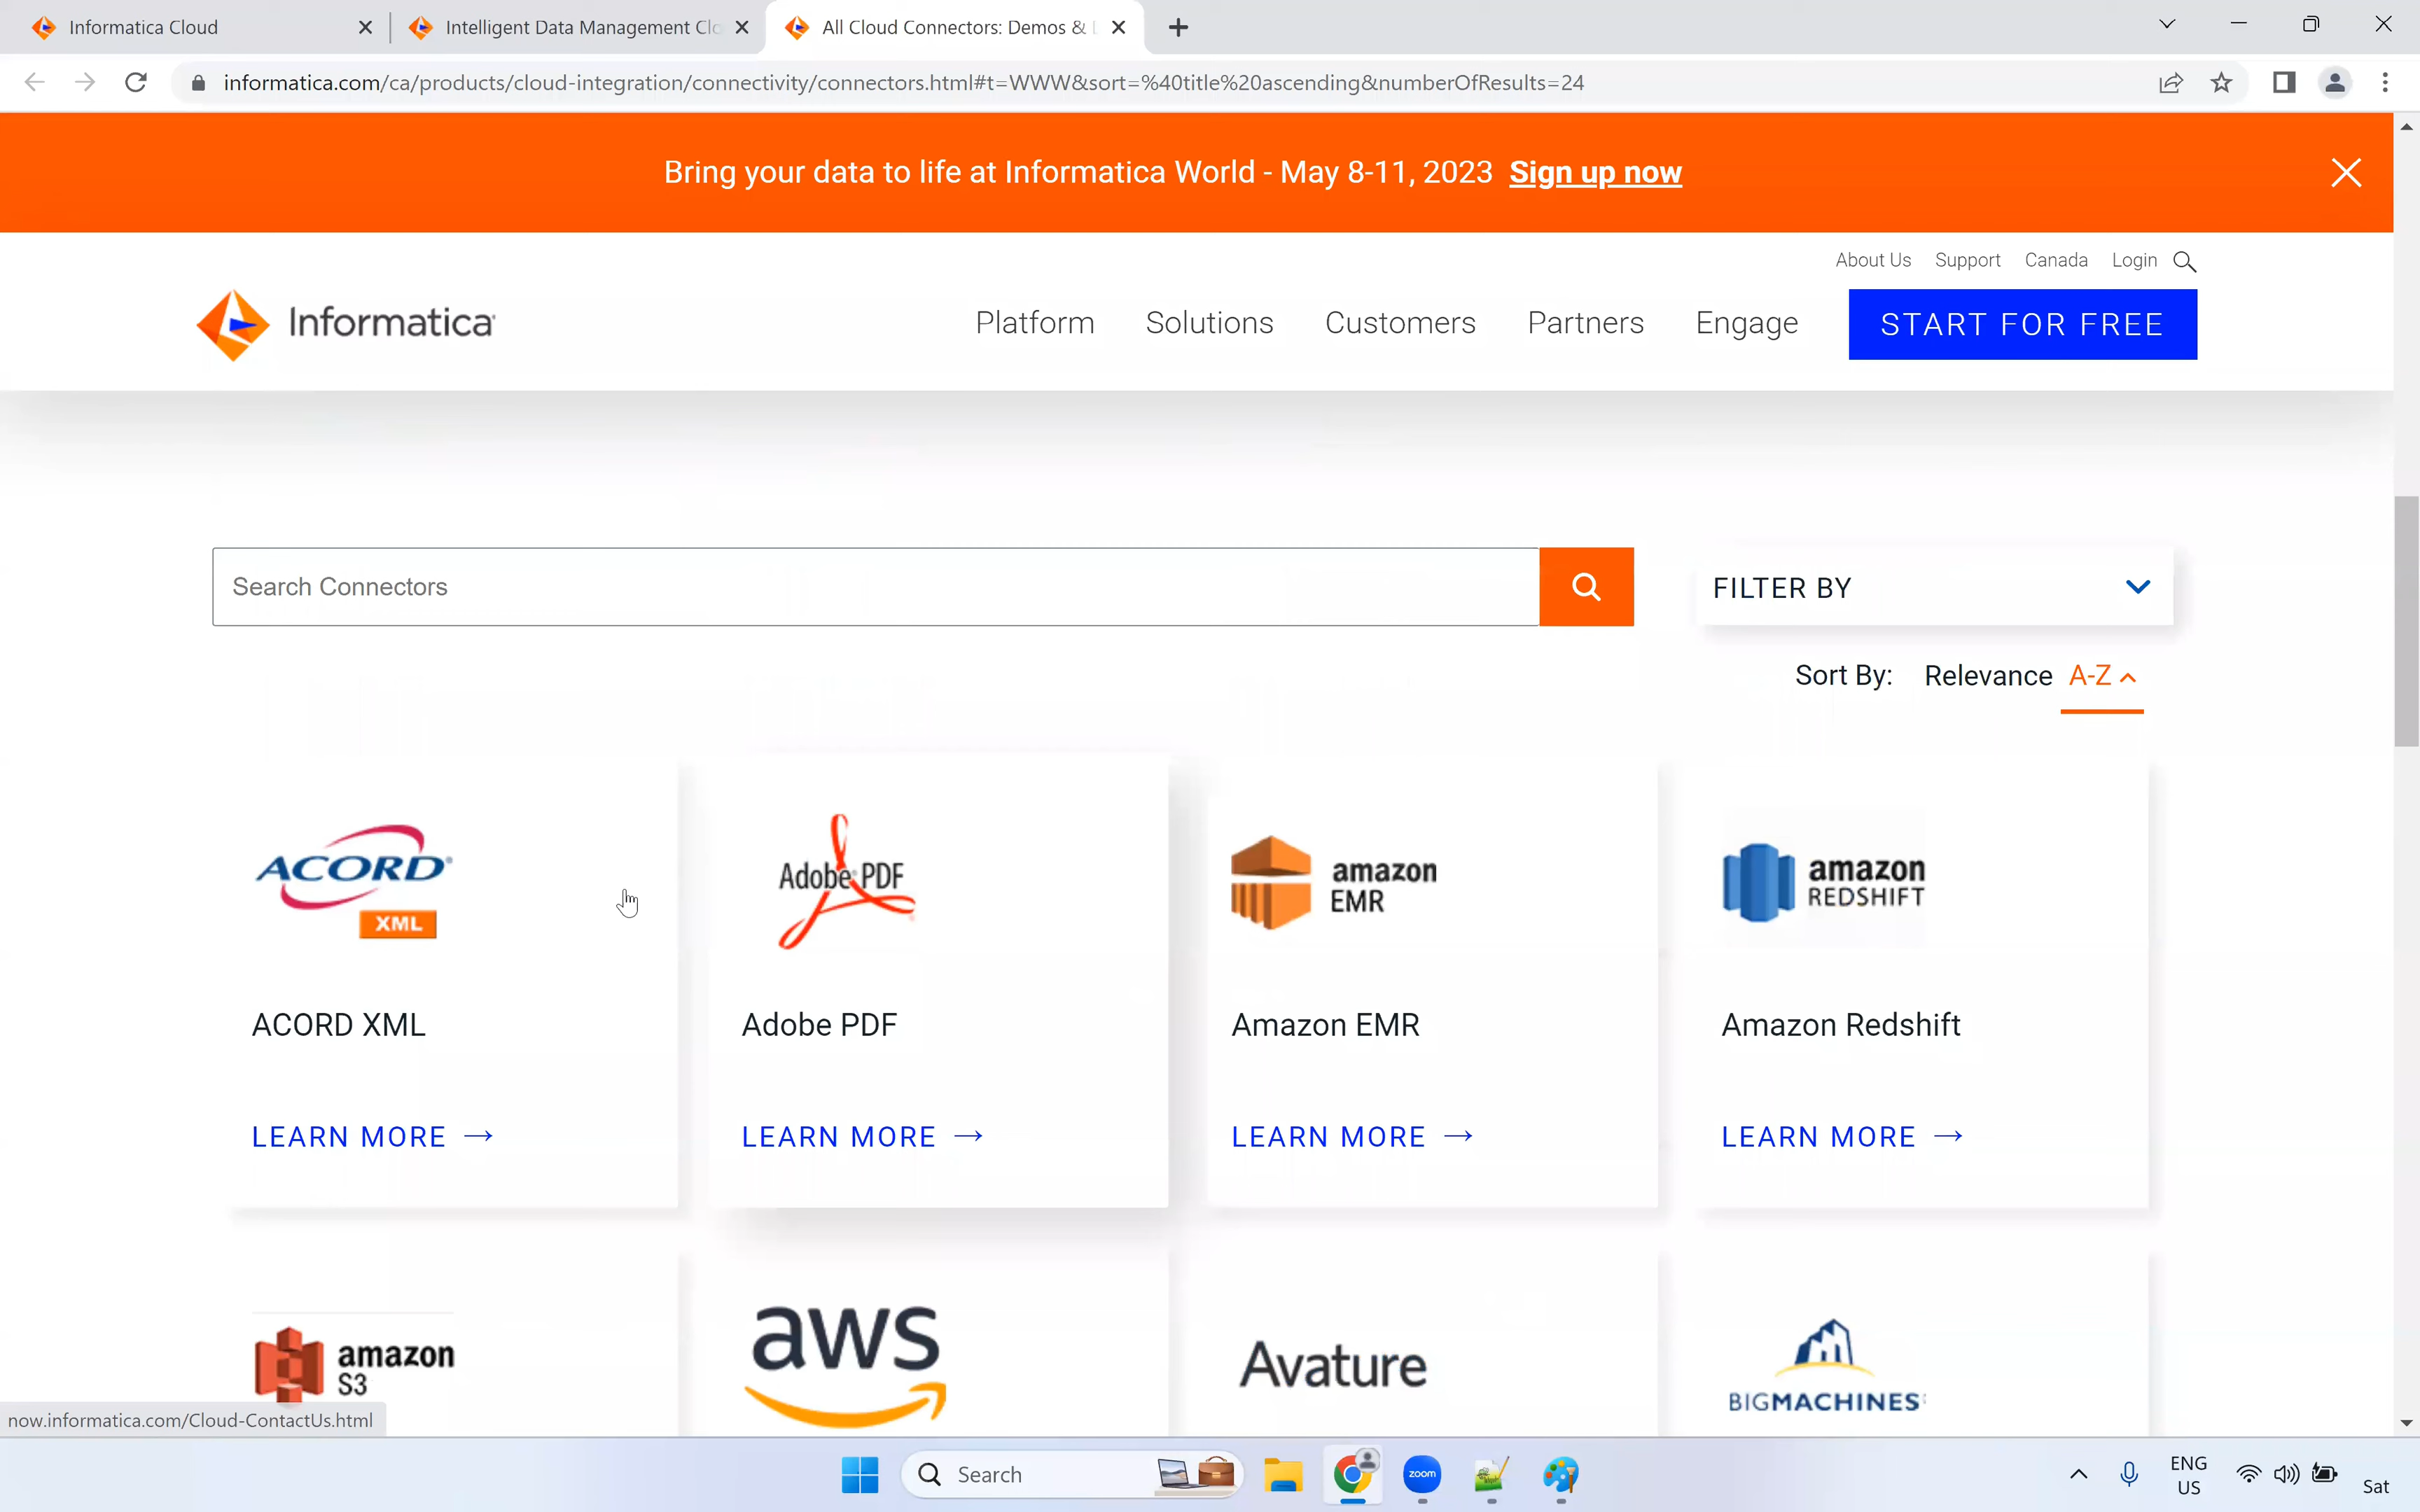 Informatica Cloud
Intelligent Data Management Clo
All Cloud Connectors: Demos &
informatica.com/ca/products/cloud-integration/connectivity/connectors.html#t=WWW&sort=%40title%20ascending&numberOfResults=24
Bring your data to life at Informatica World - May 8-11, 2023 Sign up now
About Us Support Canada Login
Informatica
Platform Solutions Customers Partners Engage START FOR FREE
Search Connectors
FILTER BY
Sort By: Relevance A-Z
ACORD
XML
Adobe PDF
amazon
EMR
amazon
REDSHIFT
ACORD XML
Adobe PDF
Amazon EMR
Amazon Redshift
LEARN MORE →
LEARN MORE →
LEARN MORE →
LEARN MORE →
amazon
S3
aws
Avature
BIGMACHINES
now.informatica.com/Cloud-ContactUs.html
Search
zoom
ENG
US
Sat